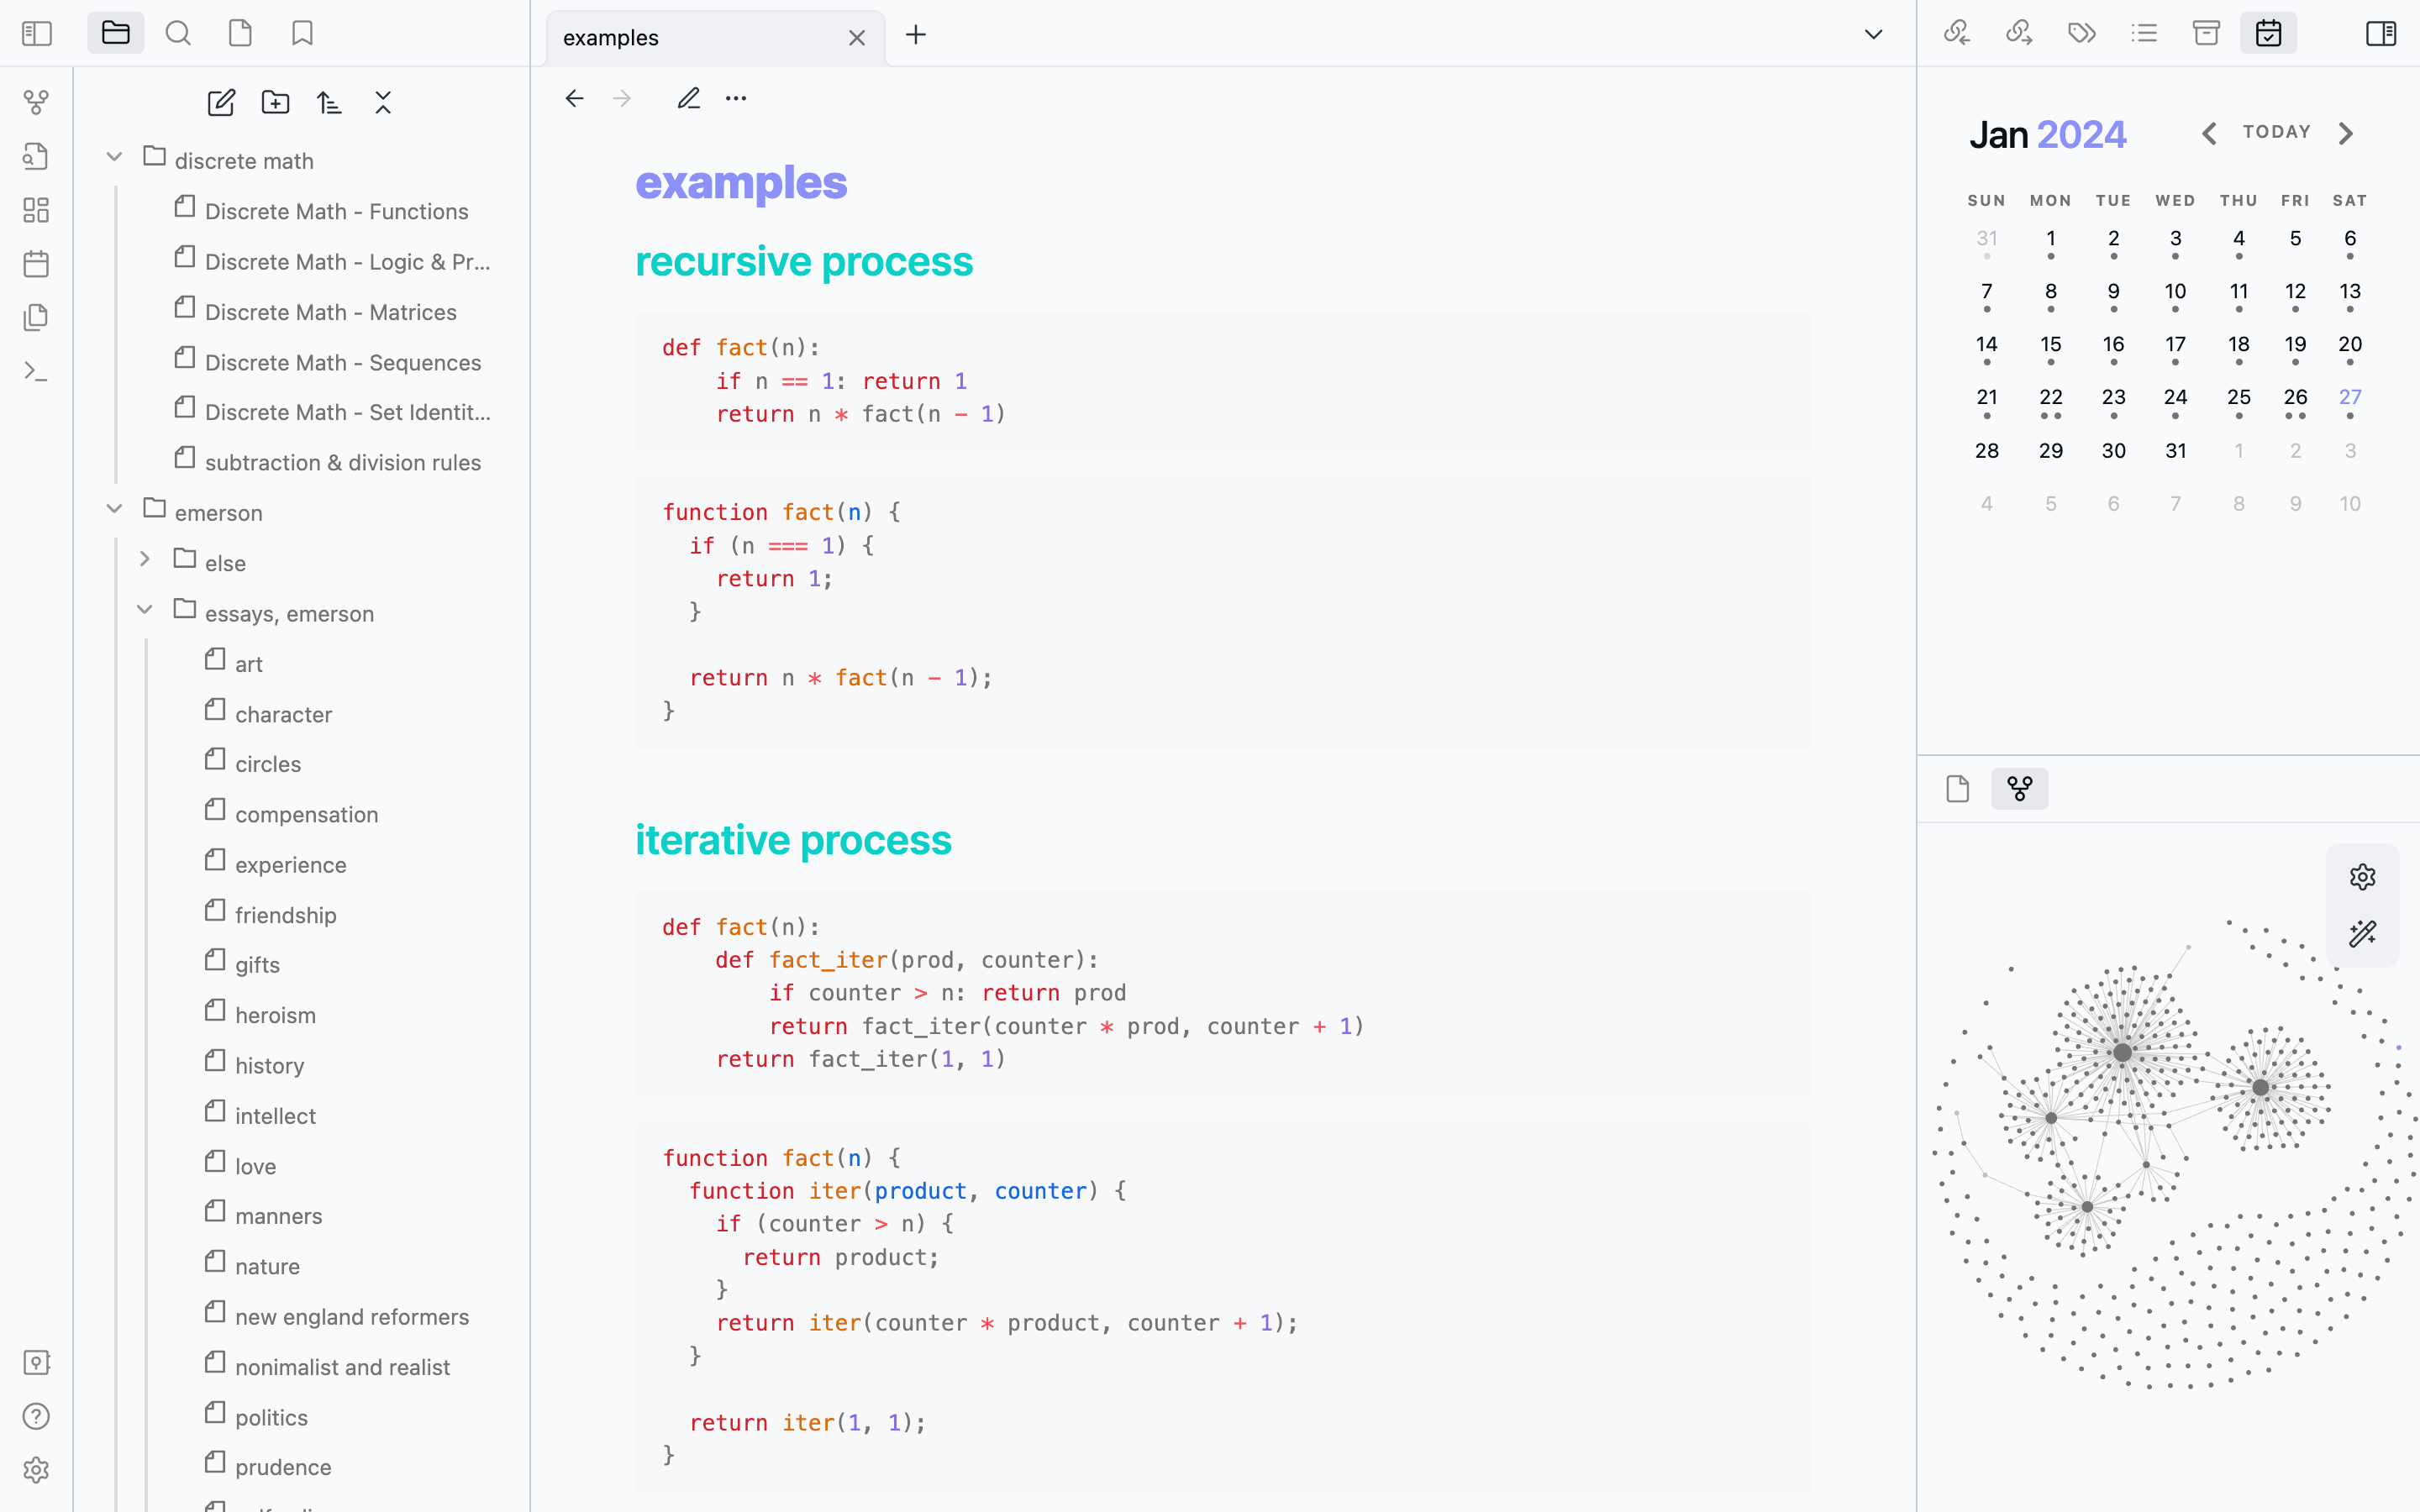 examples
discrete math
Discrete Math - Functions
Discrete Math - Logic & Pr...
Discrete Math - Matrices
Discrete Math - Sequences
Discrete Math - Set Identit...
subtraction & division rules
emerson
else
essays, emerson
art
character
circles
compensation
experience
friendship
gifts
heroism
history
intellect
love
manners
nature
new england reformers
nonimalist and realist
politics
prudence
examples
recursive process
def fact(n):
    if n == 1: return 1
    return n * fact(n - 1)
function fact(n) {
  if (n === 1) {
    return 1;
  }
  return n * fact(n - 1);
}
iterative process
def fact(n):
    def fact_iter(prod, counter):
        if counter > n: return prod
        return fact_iter(counter * prod, counter + 1)
    return fact_iter(1, 1)
function fact(n) {
  function iter(product, counter) {
    if (counter > n) {
      return product;
    }
    return iter(counter * product, counter + 1);
  }
  return iter(1, 1);
}
Jan 2024
TODAY
SUN MON TUE WED THU FRI SAT
31 1 2 3 4 5 6
7 8 9 10 11 12 13
14 15 16 17 18 19 20
21 22 23 24 25 26 27
28 29 30 31 1 2 3
4 5 6 7 8 9 10